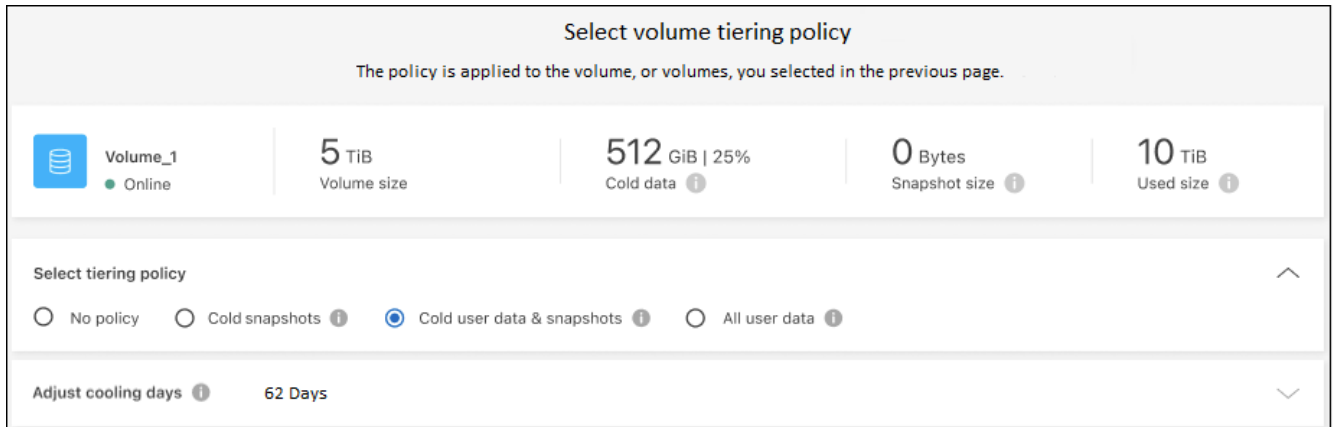 Select volume tiering policy
The policy is applied to the volume, or volumes, you selected in the previous page.
Volume_1
Online
5 TiB
Volume size
512 GiB | 25%
Cold data
0 Bytes
Snapshot size
10 TiB
Used size
Select tiering policy
No policy Cold snapshots Cold user data & snapshots All user data
Adjust cooling days 62 Days